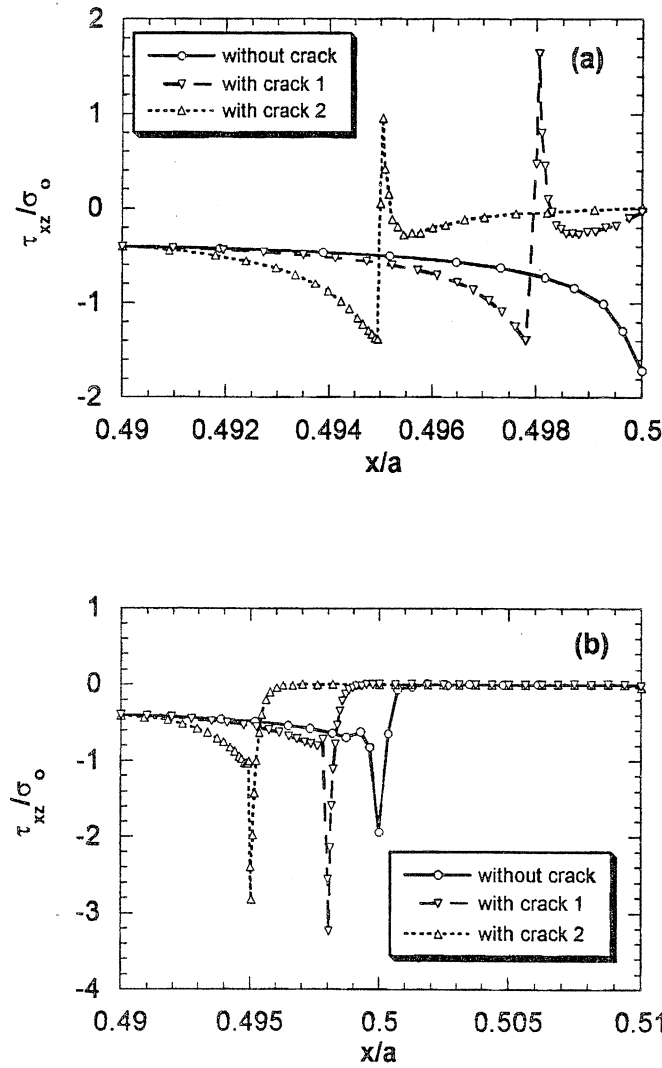 2
without crack
with crack 1
with crack 2
(a)
1
0
-1
-2
τxz/σo
0.49 0.492 0.494 0.496 0.498 0.5
x/a
1
(b)
0
-1
-2
-3
-4
τxz/σo
without crack
with crack 1
with crack 2
0.49 0.495 0.5 0.505 0.51
x/a